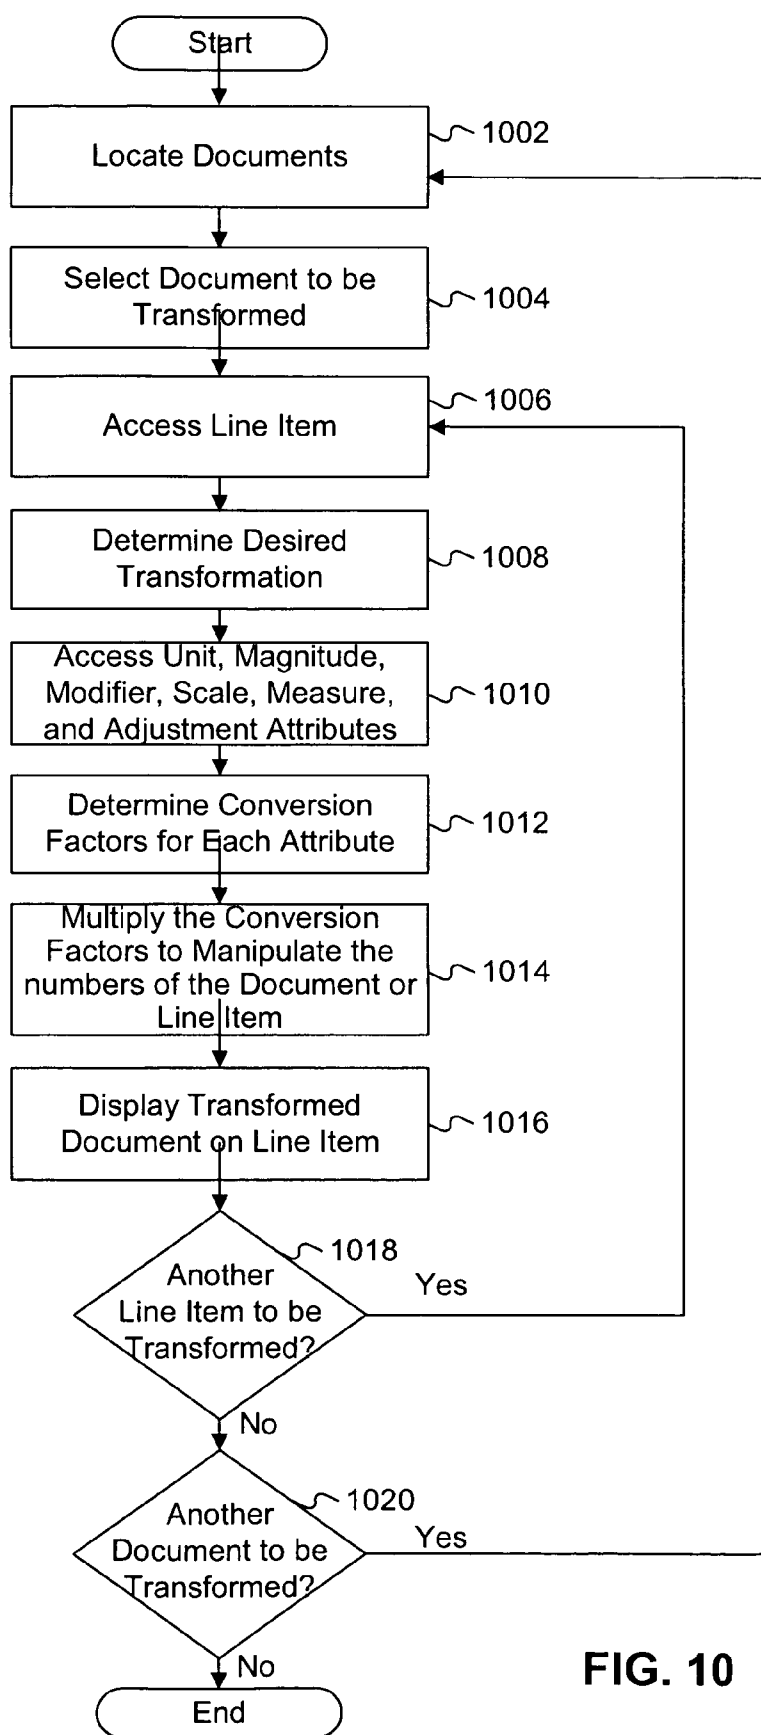 Start
Locate Documents
1002
Select Document to be
Transformed
1004
Access Line Item
1006
Determine Desired
Transformation
1008
Access Unit, Magnitude,
Modifier, Scale, Measure,
and Adjustment Attributes
1010
Determine Conversion
Factors for Each Attribute
1012
Multiply the Conversion
Factors to Manipulate the
numbers of the Document or
Line Item
1014
Display Transformed
Document on Line Item
1016
Another
Line Item to be
Transformed?
1018
Yes
No
Another
Document to be
Transformed?
1020
Yes
No
End
FIG. 10